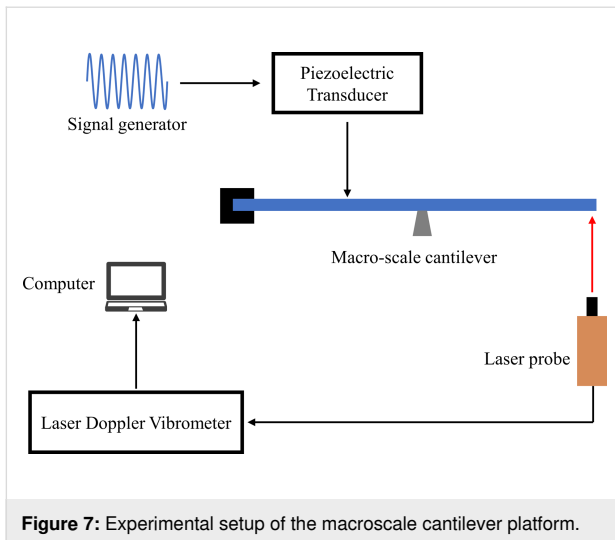 Piezoelectric
Transducer
Signal generator
Macro-scale cantilever
Computer
Laser probe
Laser Doppler Vibrometer
Figure 7: Experimental setup of the macroscale cantilever platform.